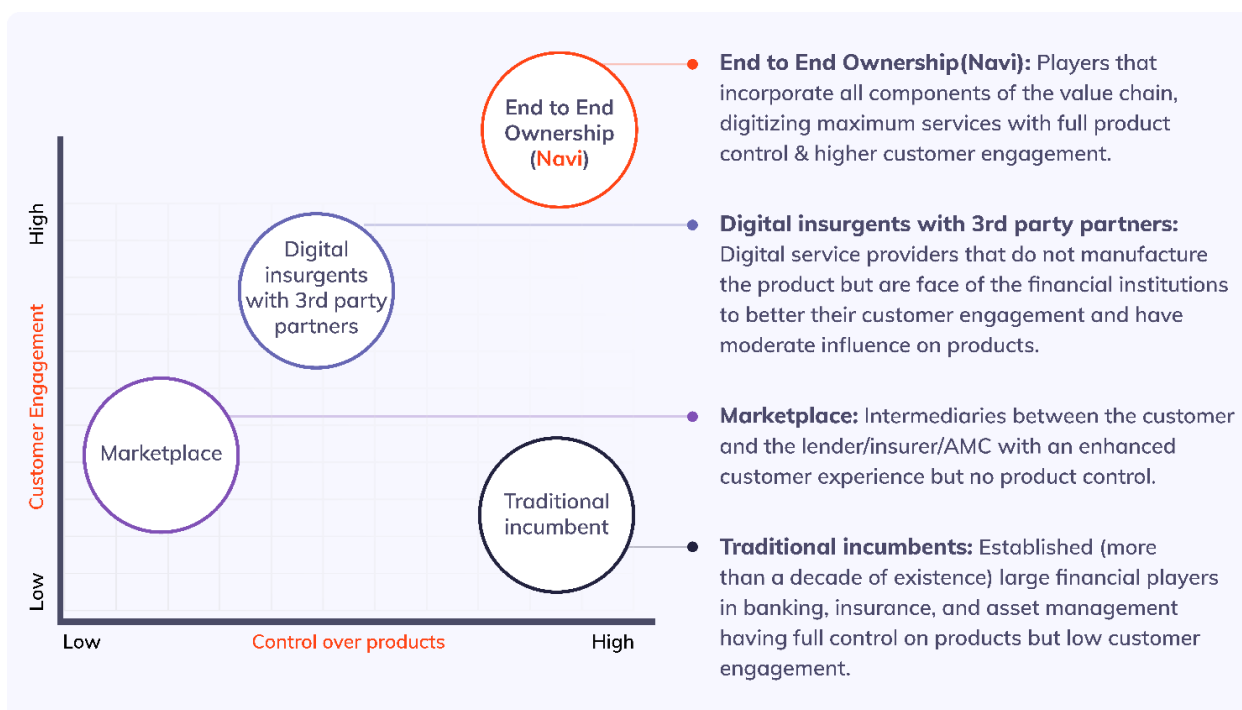 End to End
Ownership
(Navi)
End to End Ownership(Navi): Players that
incorporate all components of the value chain,
digitizing maximum services with full product
control & higher customer engagement.
High
Digital
insurgents
with 3rd party
partners
Digital insurgents with 3rd party partners:
Digital service providers that do not manufacture
the product but are face of the financial institutions
to better their customer engagement and have
moderate influence on products.
Customer Engagement
Marketplace
Marketplace: Intermediaries between the customer
and the lender/insurer/AMC with an enhanced
customer experience but no product control.
Traditional
incumbent
Traditional incumbents: Established (more
than a decade of existence) large financial players
in banking, insurance, and asset management
having full control on products but low customer
engagement.
Low
Low
Control over products
High